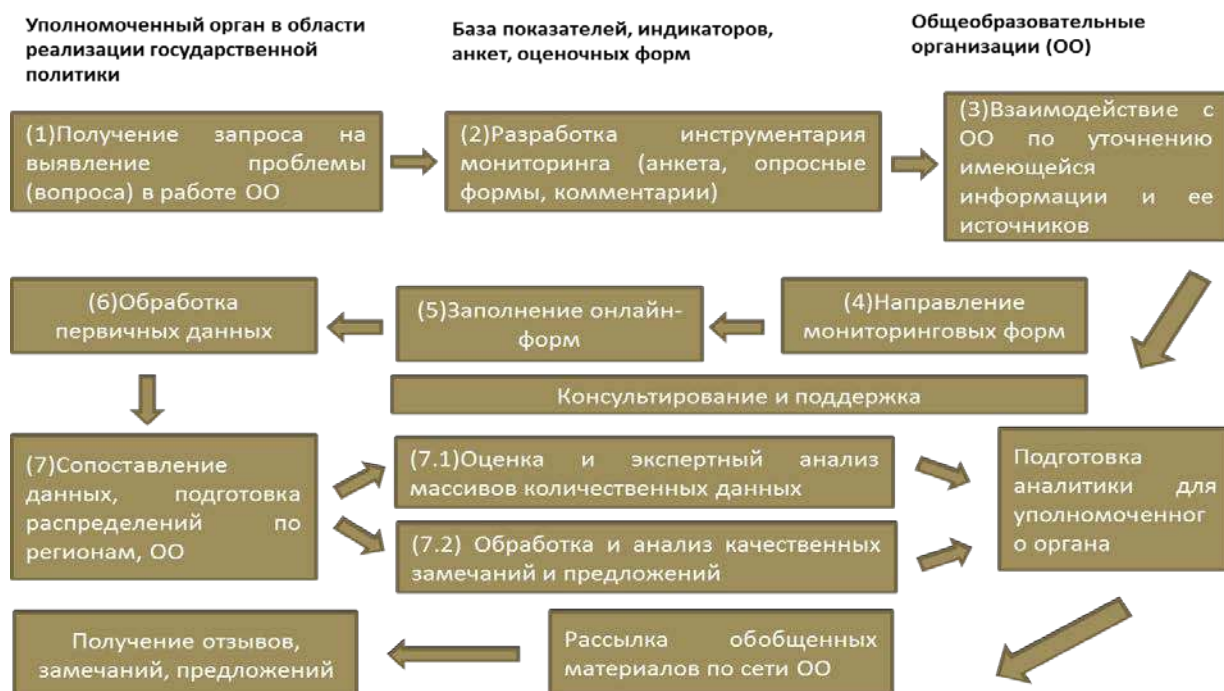 Уполномоченный орган в области
реализации государственной
политики
База показателей, индикаторов,
анкет, оценочных форм
Общеобразовательные
организации (ОО)
(1)Получение запроса на
выявление проблемы
(вопроса) в работе ОО
(2)Разработка инструментария
мониторинга (анкета, опросные
формы, комментарии)
(3)Взаимодействие с
ОО по уточнению
имеющейся
информации и ее
источников
(6)Обработка
первичных данных
(5)Заполнение онлайн-
форм
(4)Направление
мониторинговых форм
Консультирование и поддержка
(7)Сопоставление
данных, подготовка
распределений по
регионам, ОО
(7.1)Оценка и экспертный анализ
массивов количественных данных
(7.2) Обработка и анализ качественных
замечаний и предложений
Подготовка
аналитики для
уполномоченног
о органа
Получение отзывов,
замечаний, предложений
Рассылка обобщенных
материалов по сети ОО